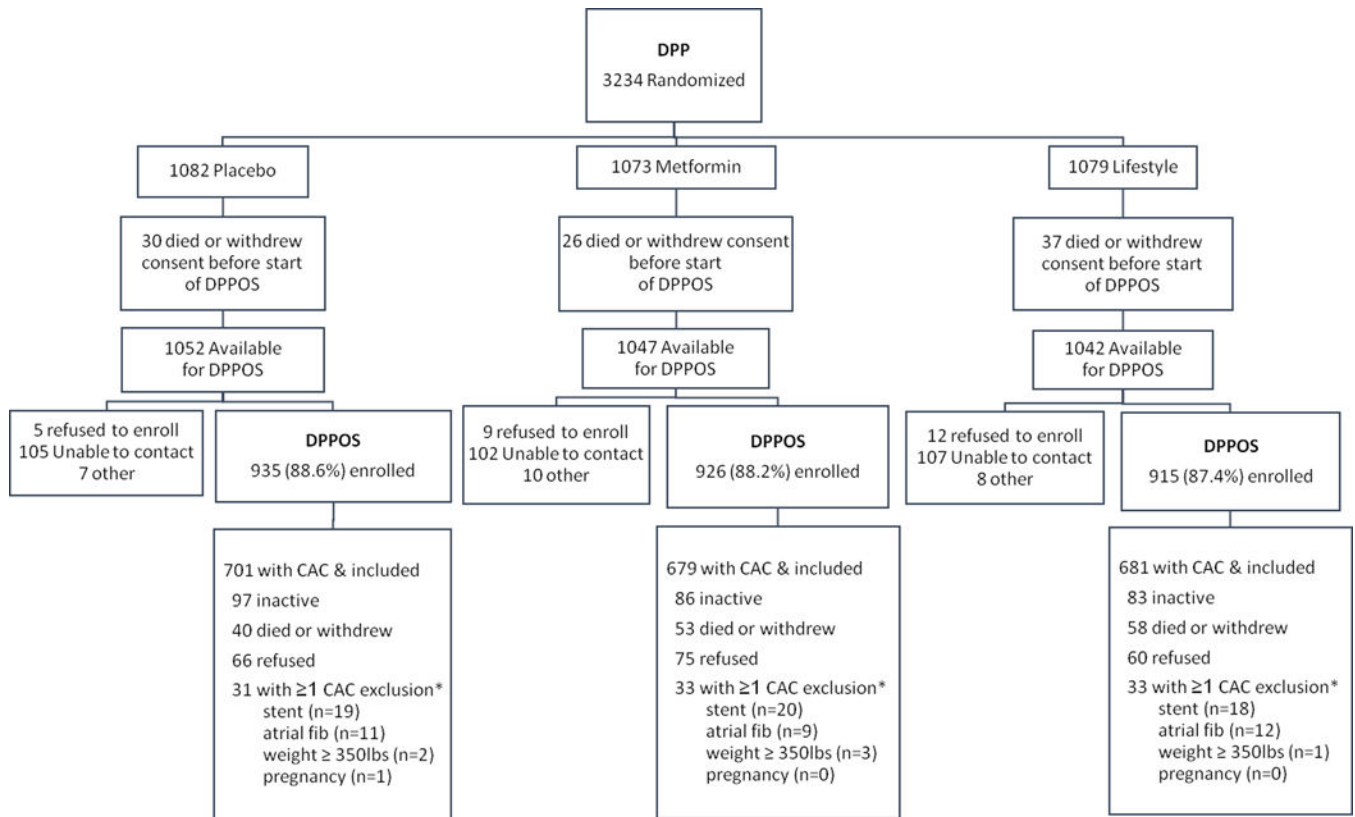 DPP
3234 Randomized
1082 Placebo
1073 Metformin
1079 Lifestyle
30 died or withdrew
consent before start
of DPPOS
26 died or withdrew consent
before start
of DPPOS
37 died or withdrew
consent before start
of DPPOS
1052 Available
for DPPOS
1047 Available
for DPPOS
1042 Available
for DPPOS
5 refused to enroll
105 Unable to contact
7 other
DPPOS
935 (88.6%) enrolled
9 refused to enroll
102 Unable to contact
10 other
DPPOS
926 (88.2%) enrolled
12 refused to enroll
107 Unable to contact
8 other
DPPOS
915 (87.4%) enrolled
701 with CAC & included
97 inactive
40 died or withdrew
66 refused
31 with ≥1 CAC exclusion*
stent (n=19)
atrial fib (n=11)
weight ≥ 350lbs (n=2)
pregnancy (n=1)
679 with CAC & included
86 inactive
53 died or withdrew
75 refused
33 with ≥1 CAC exclusion*
stent (n=20)
atrial fib (n=9)
weight ≥ 350lbs (n=3)
pregnancy (n=0)
681 with CAC & included
83 inactive
58 died or withdrew
60 refused
33 with ≥1 CAC exclusion*
stent (n=18)
atrial fib (n=12)
weight ≥ 350lbs (n=1)
pregnancy (n=0)